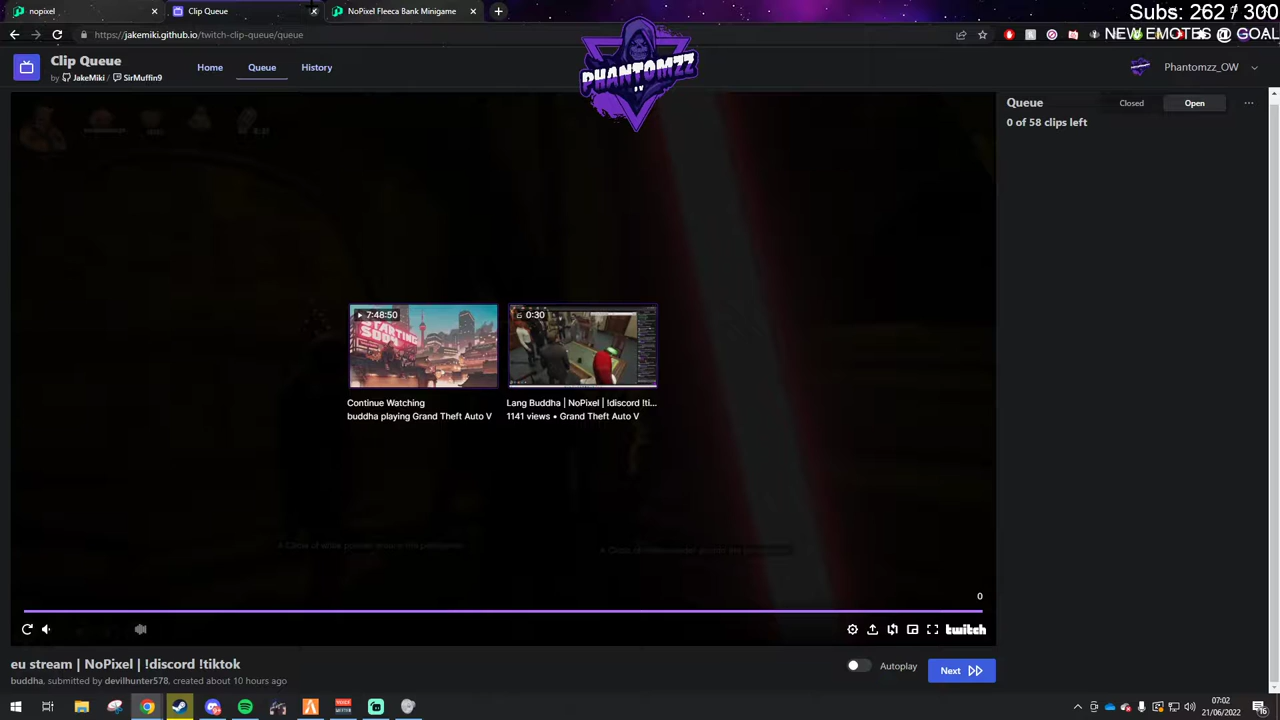 nopixel
Clip Queue
NoPixel Fleeca Bank Minigame
Subs: 262 / 300
https://jakemiki.github.io/twitch-clip-queue/queue
NEW EMOTES @ GOAL
Clip Queue
by JakeMiki / SirMuffin9
Home
Queue
History
PHANTOMZZ
OW
Phantomzz_OW
Queue
Closed
Open
0 of 58 clips left
7:48:50
0:30
STARTING
Continue Watching
buddha playing Grand Theft Auto V
Lang Buddha | NoPixel | !discord !ti...
1141 views • Grand Theft Auto V
0
twitch
eu stream | NoPixel | !discord !tiktok
buddha, submitted by devilhunter578, created about 10 hours ago
Autoplay
Next
07:02
21/06/2022